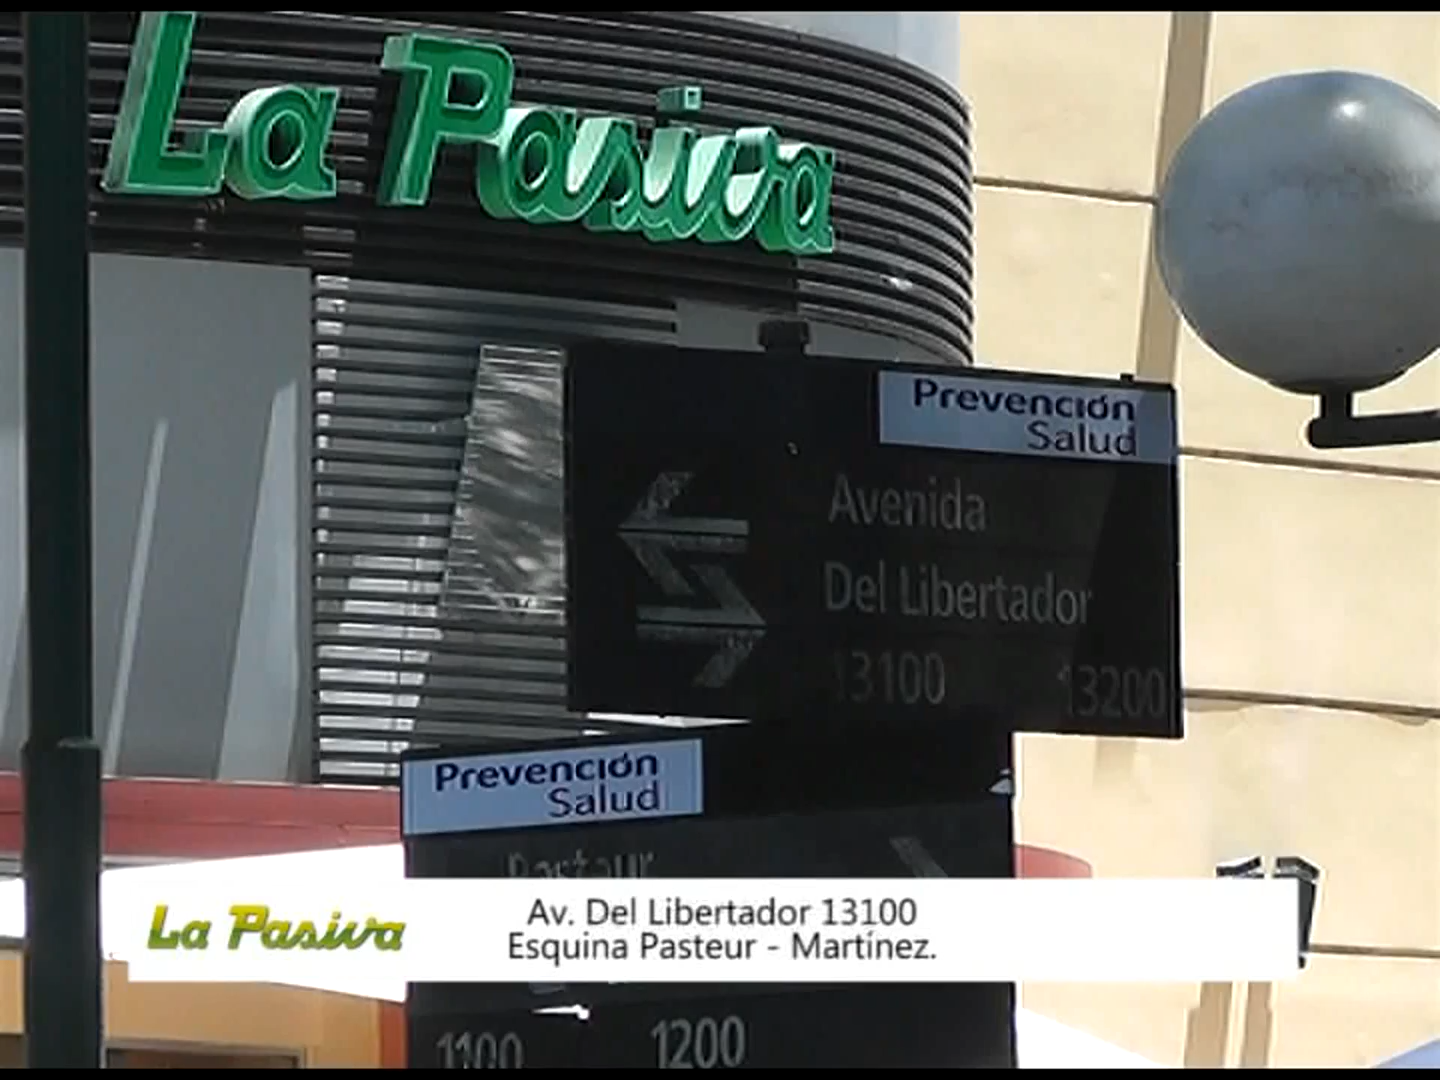 La Pasiva
Prevención
Salud
Avenida
Del Libertador
13100 13200
Prevención
Salud
Pasteur
La Pasiva
Av. Del Libertador 13100
Esquina Pasteur - Martínez.
1100 1200